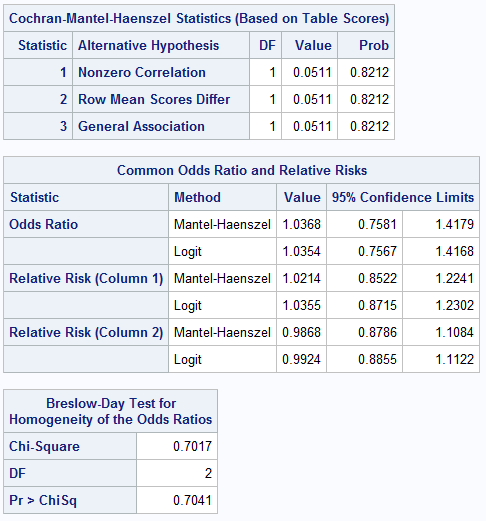 Cochran-Mantel-Haenszel Statistics (Based on Table Scores)
Statistic Alternative Hypothesis DF Value Prob
1 Nonzero Correlation 1 0.0511 0.8212
2 Row Mean Scores Differ 1 0.0511 0.8212
3 General Association 1 0.0511 0.8212
Common Odds Ratio and Relative Risks
Statistic Method Value 95% Confidence Limits
Odds Ratio Mantel-Haenszel 1.0368 0.7581 1.4179
Logit 1.0354 0.7567 1.4168
Relative Risk (Column 1) Mantel-Haenszel 1.0214 0.8522 1.2241
Logit 1.0355 0.8715 1.2302
Relative Risk (Column 2) Mantel-Haenszel 0.9868 0.8786 1.1084
Logit 0.9924 0.8855 1.1122
Breslow-Day Test for
Homogeneity of the Odds Ratios
Chi-Square 0.7017
DF 2
Pr > ChiSq 0.7041